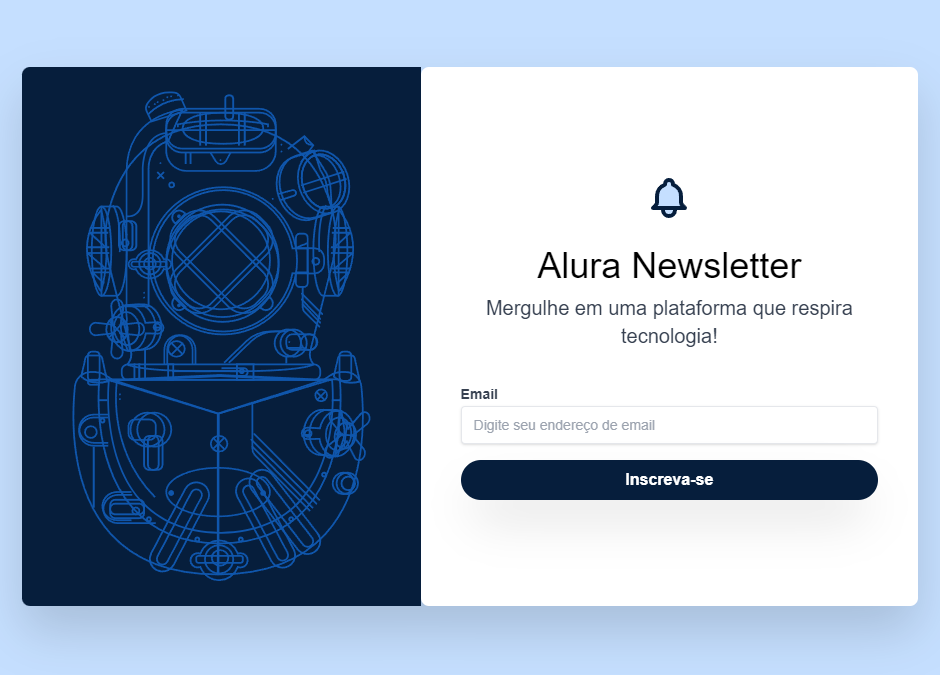 Alura Newsletter
Mergulhe em uma plataforma que respira
tecnologia!
Email
Digite seu endereço de email
Inscreva-se